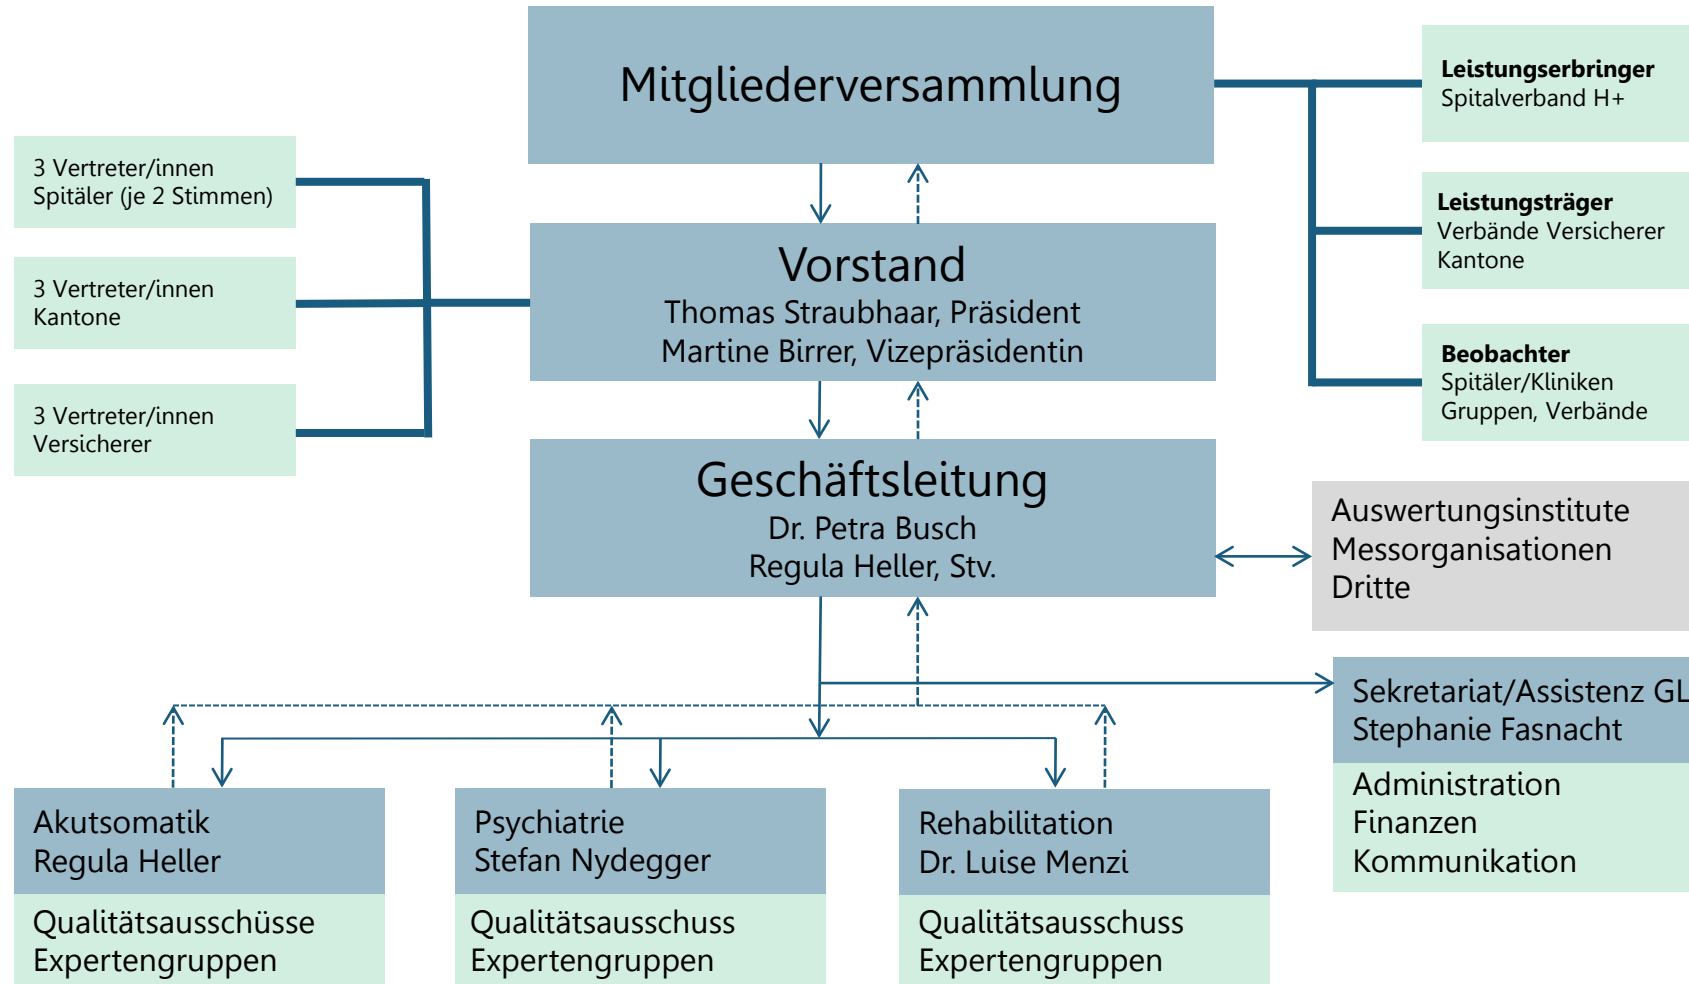 Mitgliederversammlung
Leistungserbringer
Spitalverband H+
3 Vertreter/innen
Spitäler (je 2 Stimmen)
Leistungsträger
Verbände Versicherer
Kantone
Vorstand
Thomas Straubhaar, Präsident
Martine Birrer, Vizepräsidentin
3 Vertreter/innen
Kantone
3 Vertreter/innen
Versicherer
Beobachter
Spitäler/Kliniken
Gruppen, Verbände
Geschäftsleitung
Dr. Petra Busch
Regula Heller, Stv.
Auswertungsinstitute
Messorganisationen
Dritte
Sekretariat/Assistenz GL
Stephanie Fasnacht
Administration
Finanzen
Kommunikation
Akutsomatik
Regula Heller
Qualitätsausschüsse
Expertengruppen
Psychiatrie
Stefan Nydegger
Qualitätsausschuss
Expertengruppen
Rehabilitation
Dr. Luise Menzi
Qualitätsausschuss
Expertengruppen